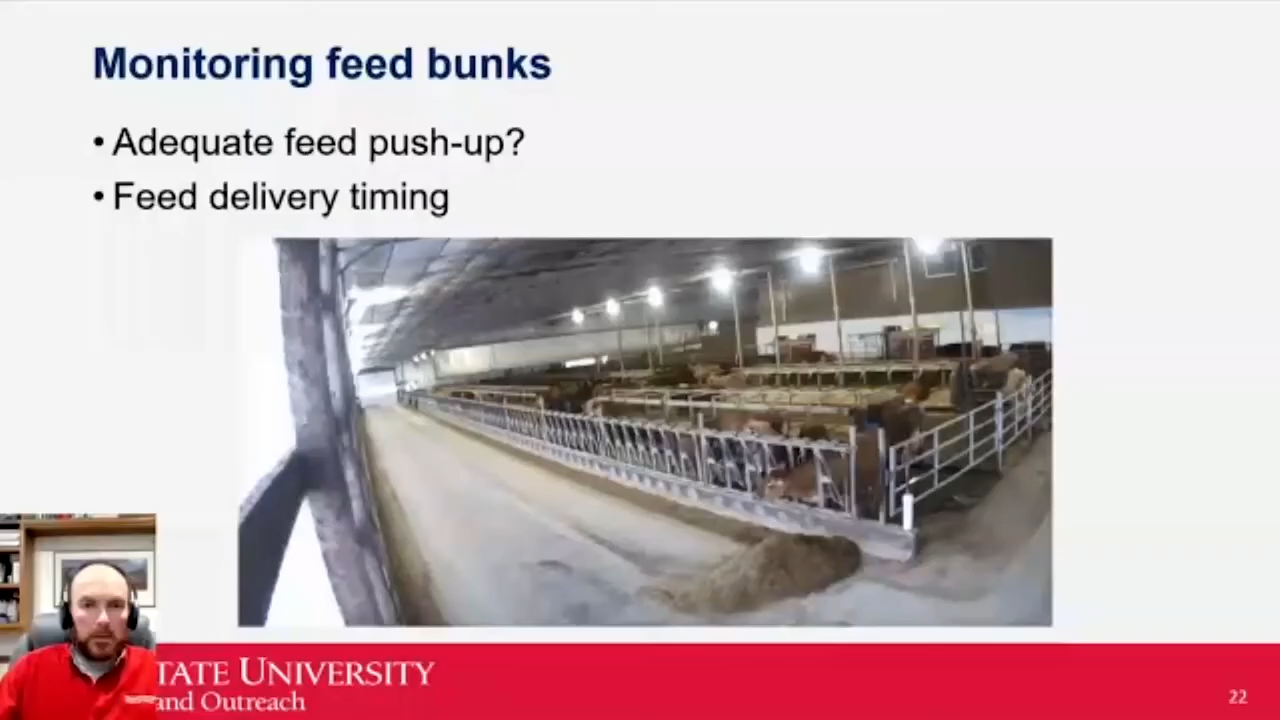 Monitoring feed bunks
• Adequate feed push-up?
• Feed delivery timing
TATE UNIVERSITY
and Outreach
22